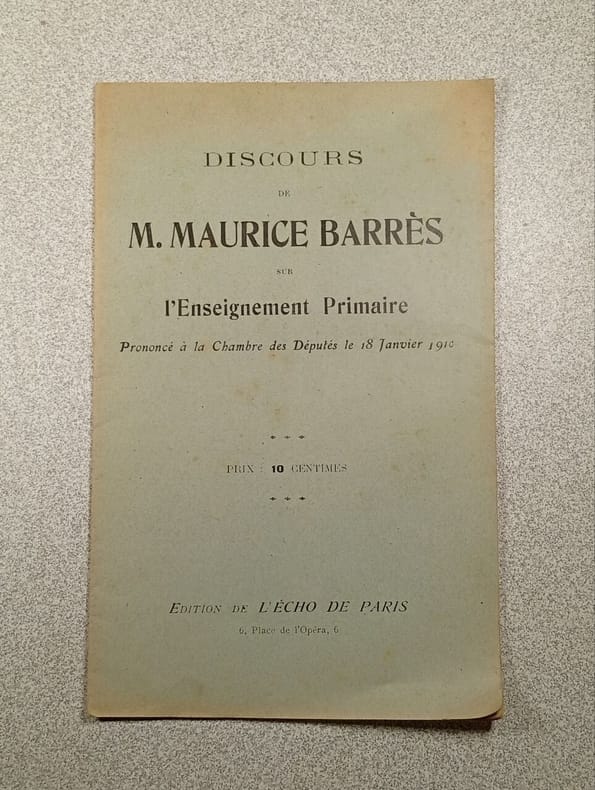 DISCOURS
DE
M. MAURICE BARRÈS
SUR
l'Enseignement Primaire
Prononcé à la Chambre des Députés le 18 Janvier 1910
PRIX : 10 CENTIMES
EDITION DE L'ÉCHO DE PARIS
6, Place de l'Opéra, 6